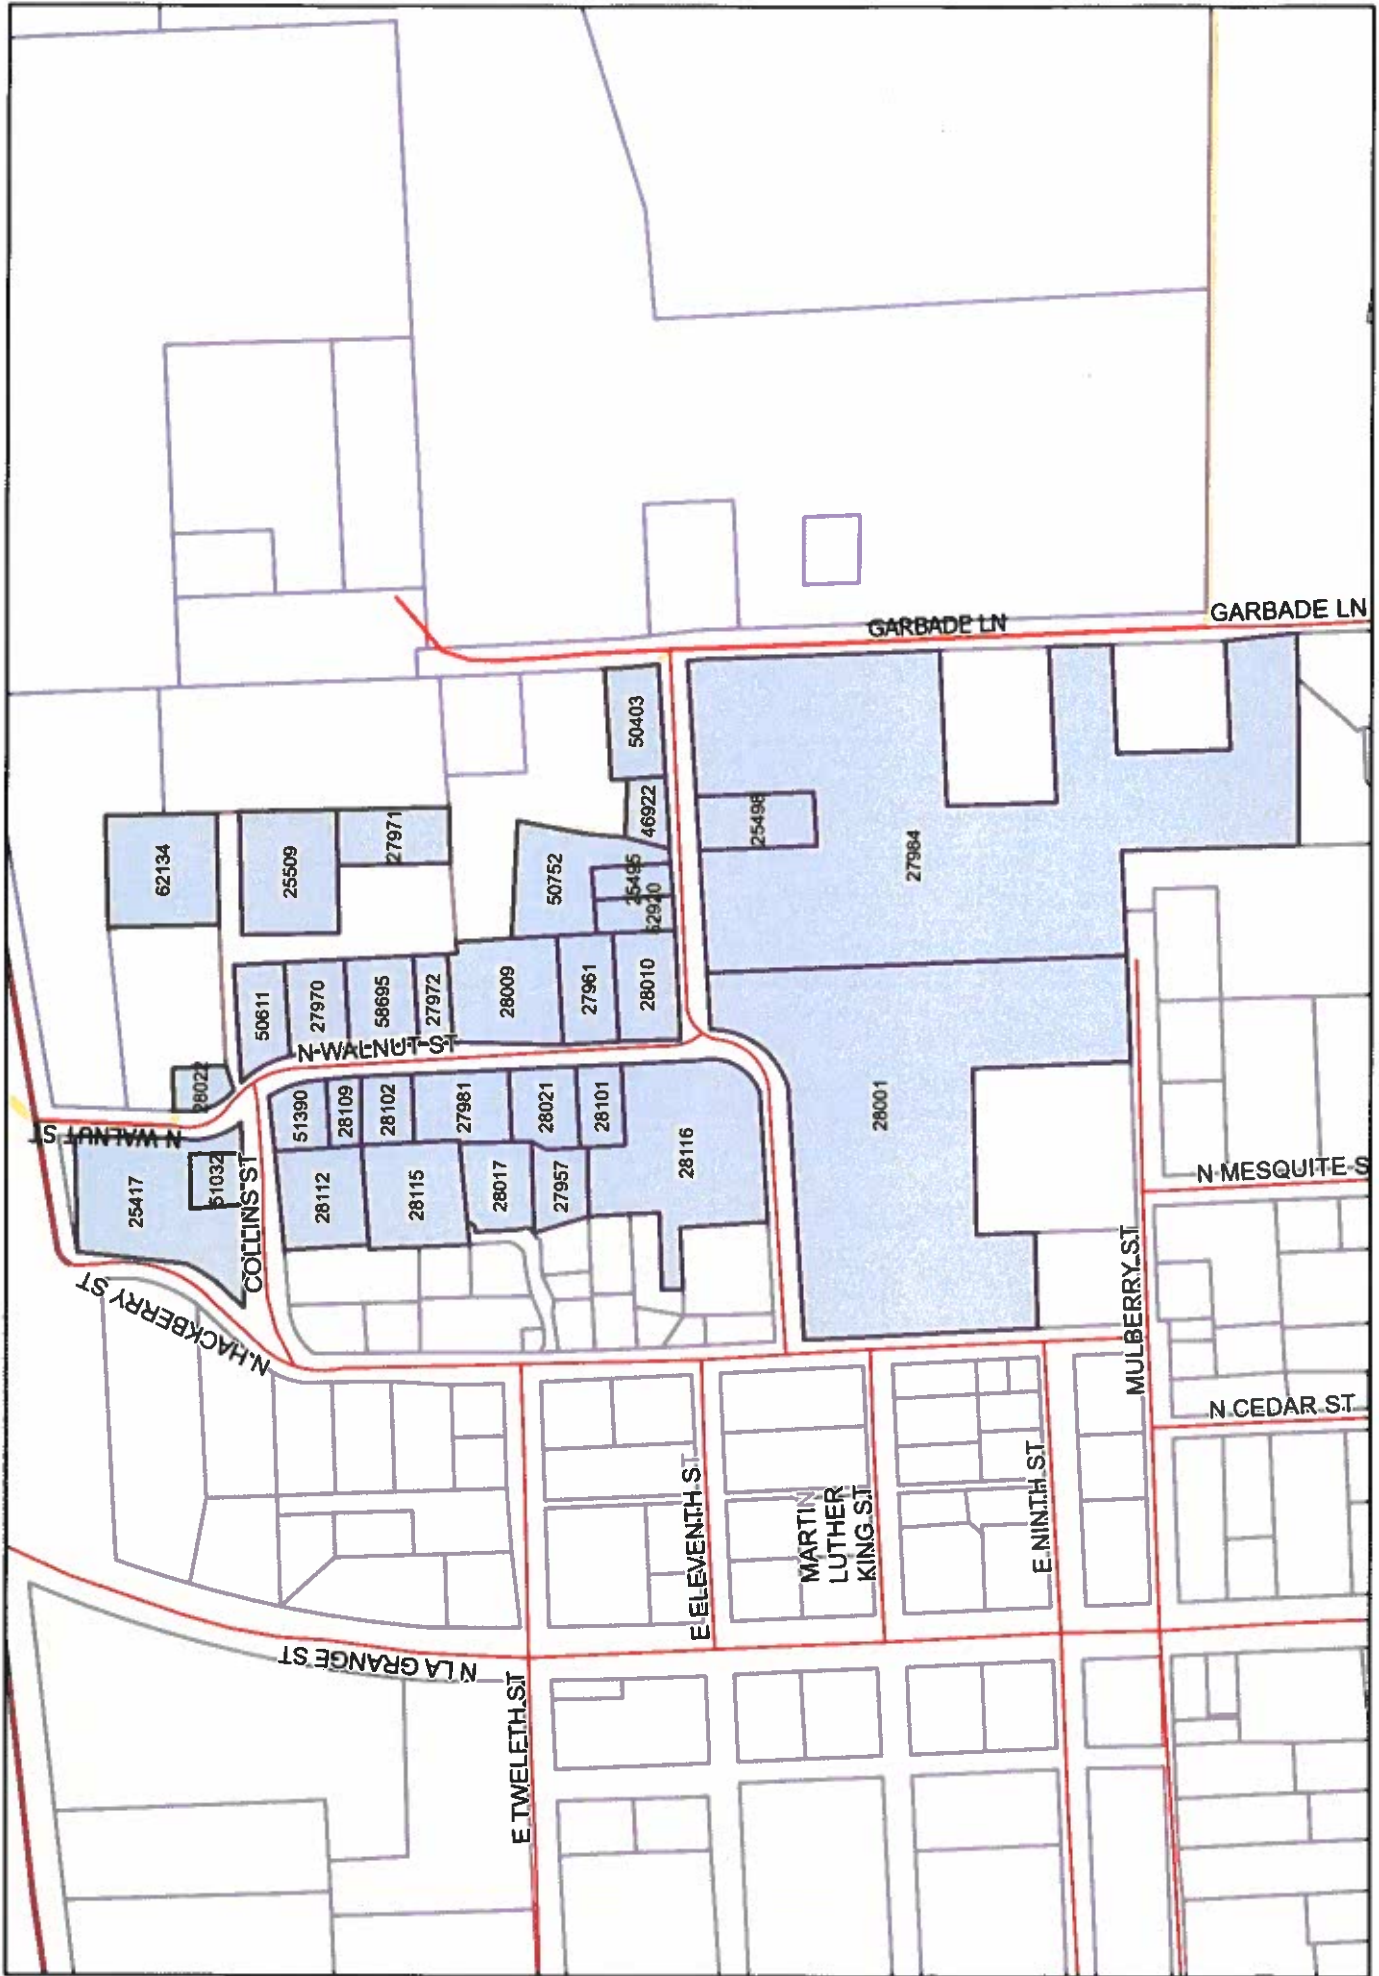 GARBADE LN
GARBADE LN
50403
46922
25498
27971
62134
25509
50752
25495
52920
27984
50611
27970
58695
27972
28009
27961
28010
N WALNUT ST
28022
51390
28109
28102
27981
28021
28101
28001
N WALNUT ST
25417
51032
COLLINS ST
28112
28115
28017
27957
28116
N MESQUITE S
N. HACKBERRY ST
MULBERRY ST
N CEDAR ST
E ELEVENTH ST
MARTIN
LUTHER
KING ST
E NINTH ST
N LA GRANGE ST
E TWELETH ST